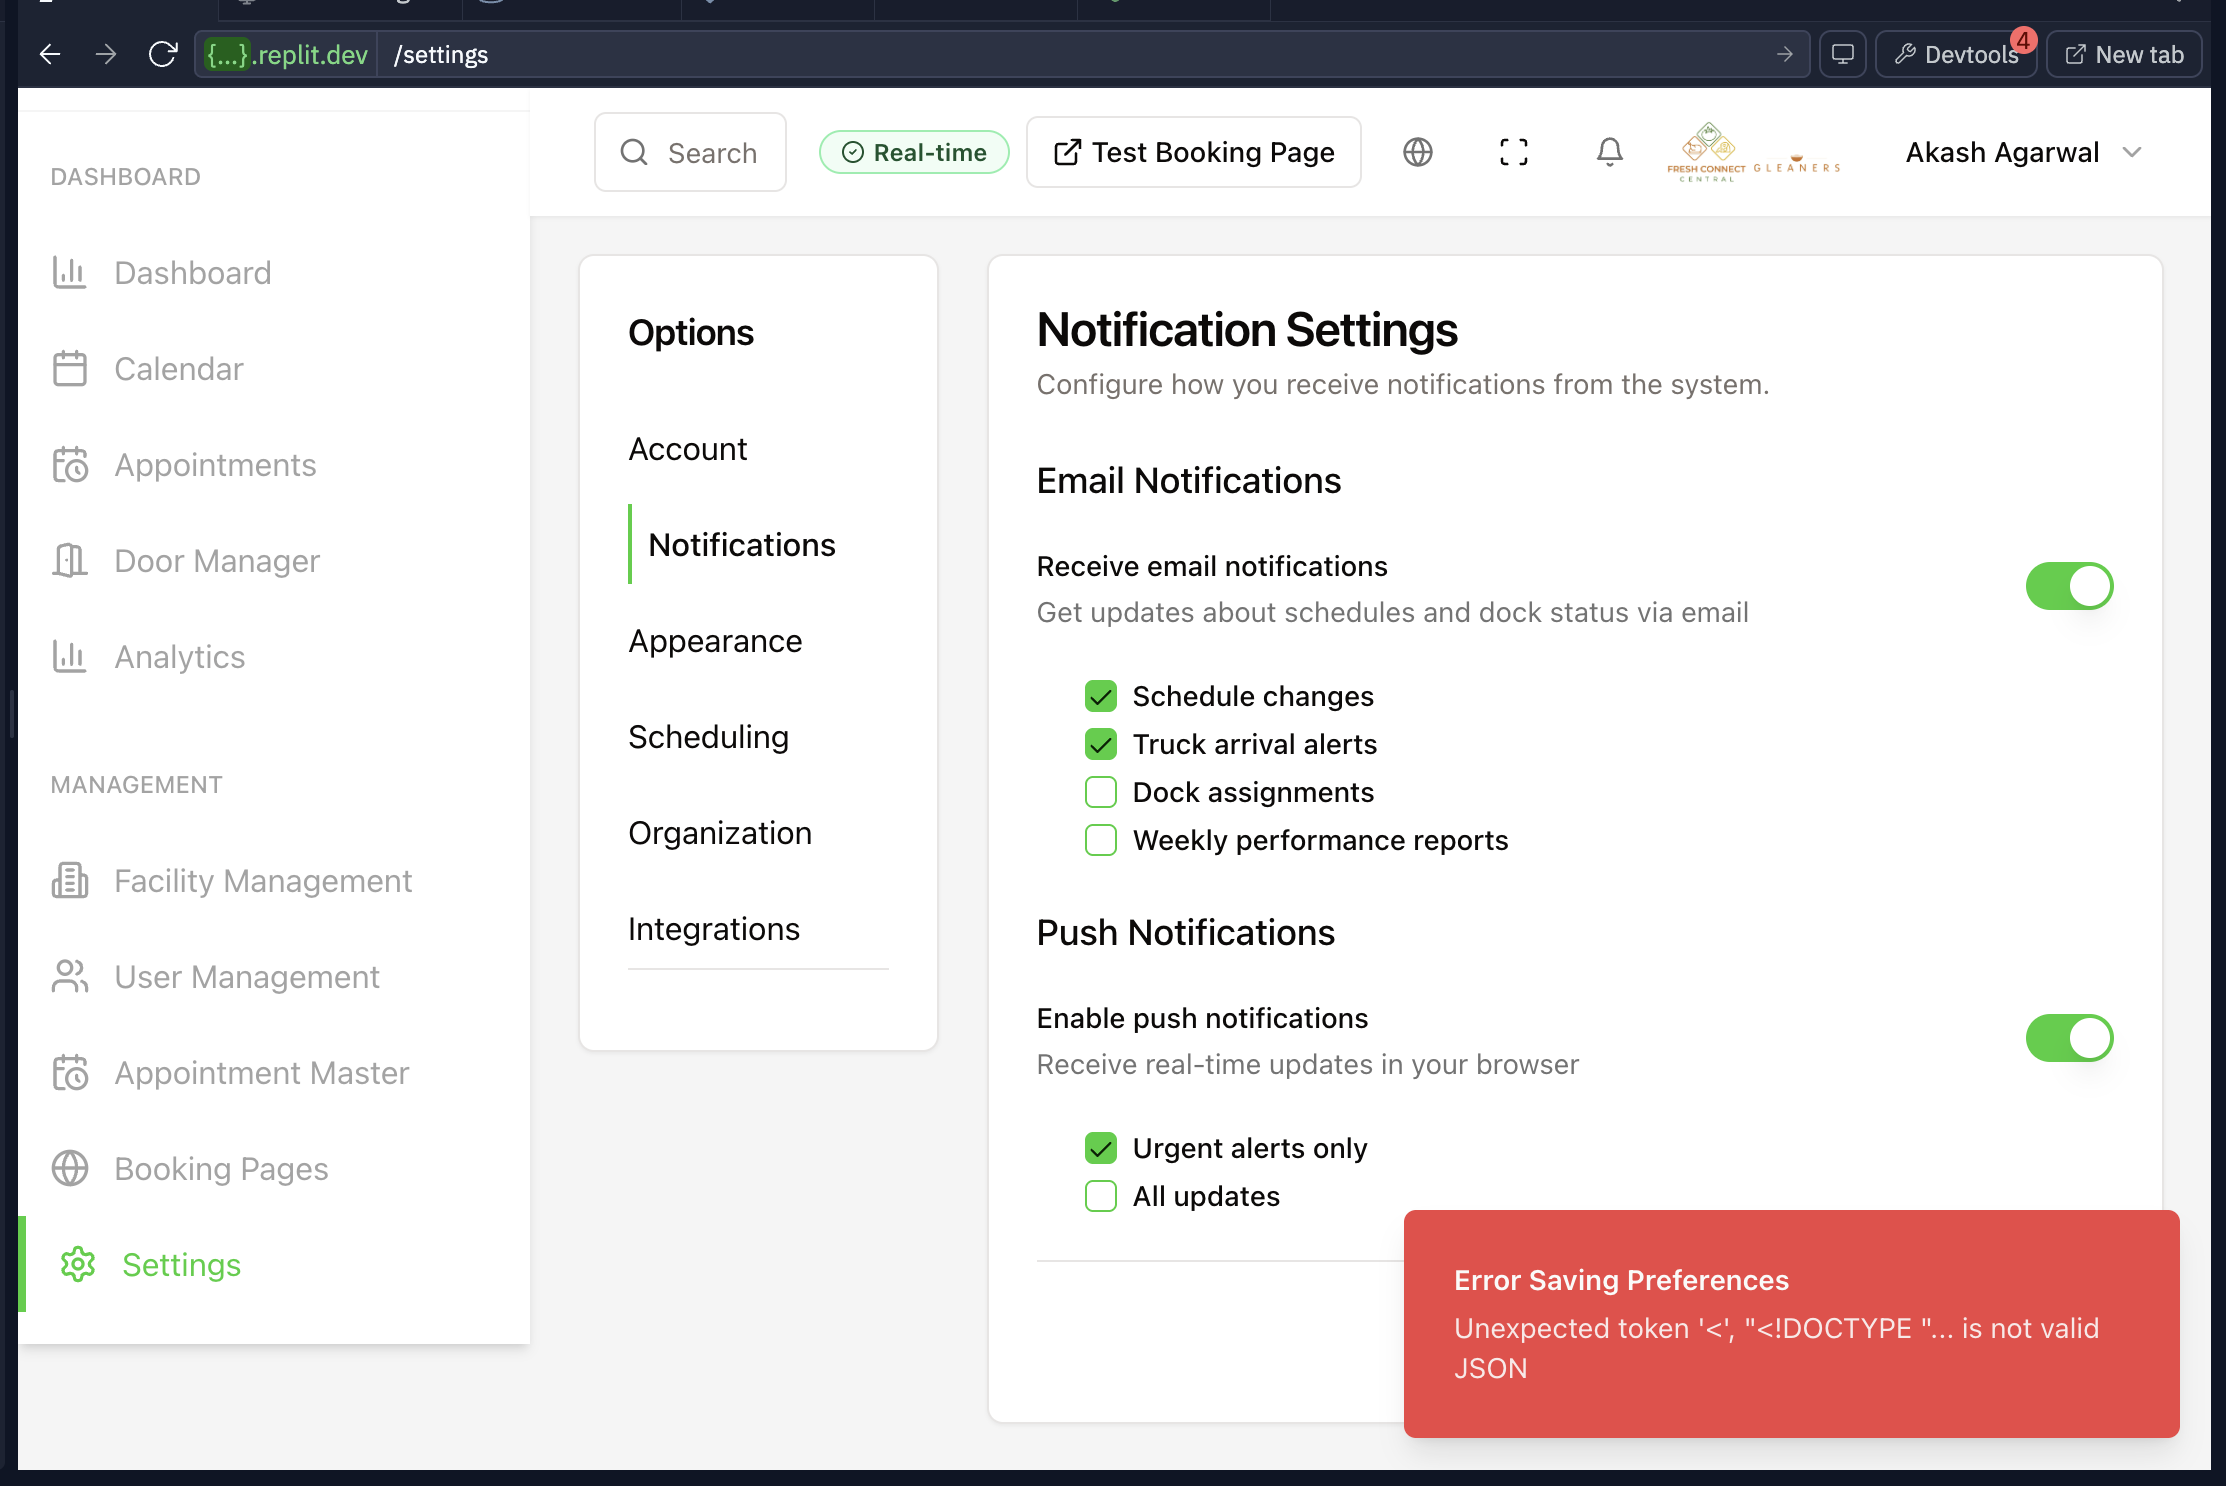 {...}.replit.dev /settings
Devtools 4
New tab
DASHBOARD
Dashboard
Calendar
Appointments
Door Manager
Analytics
MANAGEMENT
Facility Management
User Management
Appointment Master
Booking Pages
Settings
Search
Real-time
Test Booking Page
FRESH CONNECT
CENTRAL
GLEANERS
Akash Agarwal
Options
Account
Notifications
Appearance
Scheduling
Organization
Integrations
Notification Settings
Configure how you receive notifications from the system.
Email Notifications
Receive email notifications
Get updates about schedules and dock status via email
Schedule changes
Truck arrival alerts
Dock assignments
Weekly performance reports
Push Notifications
Enable push notifications
Receive real-time updates in your browser
Urgent alerts only
All updates
Error Saving Preferences
Unexpected token '<', "<!DOCTYPE "... is not valid
JSON